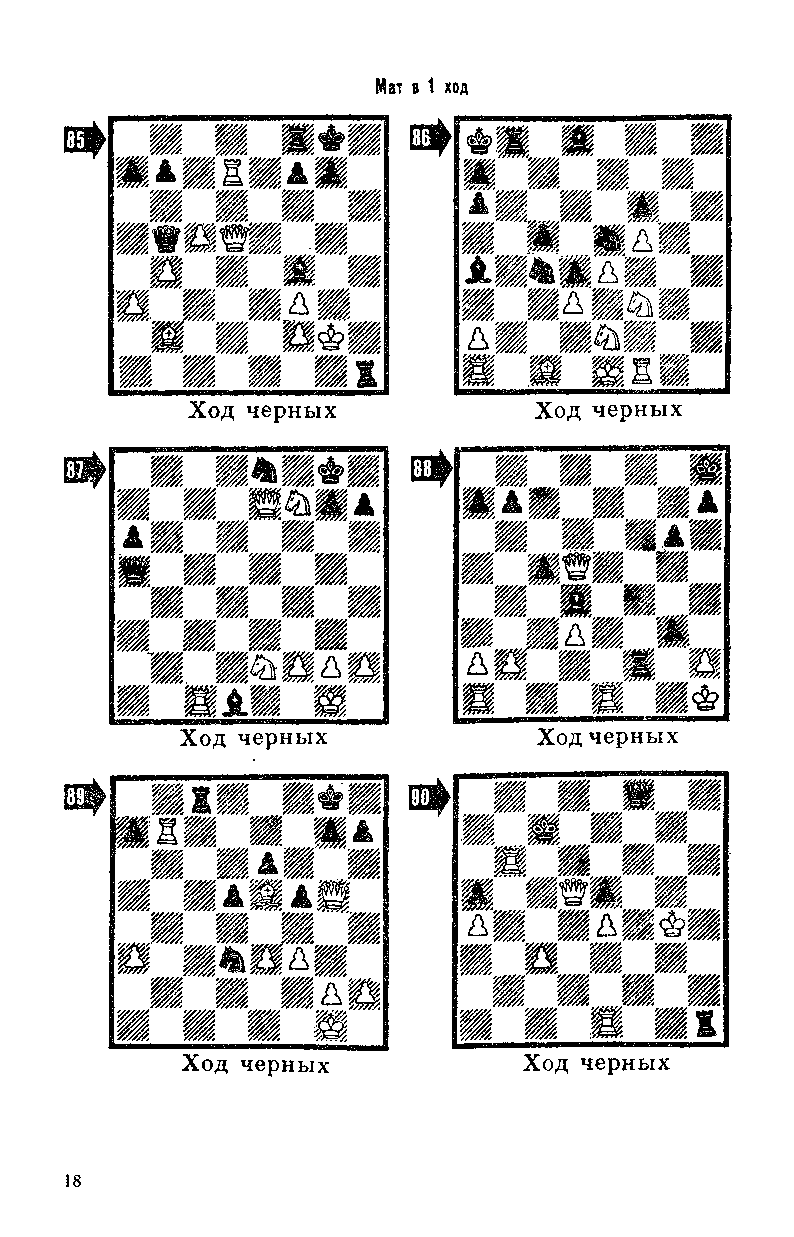 Мат в 1 ход
85 86
Ход черных Ход черных
87 88
Ход черных Ход черных
89 90
Ход черных Ход черных
18